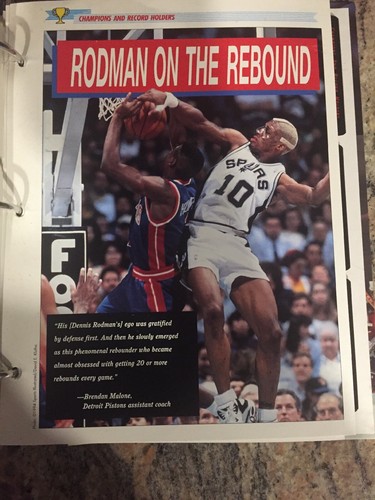 CHAMPIONS AND RECORD HOLDERS
RODMAN ON THE REBOUND
SPURS
10
FO
"His [Dennis Rodman's] ego was gratified
by defense first. And then he slowly emerged
as this phenomenal rebounder who became
almost obsessed with getting 20 or more
rebounds every game."
—Brendan Malone,
Detroit Pistons assistant coach